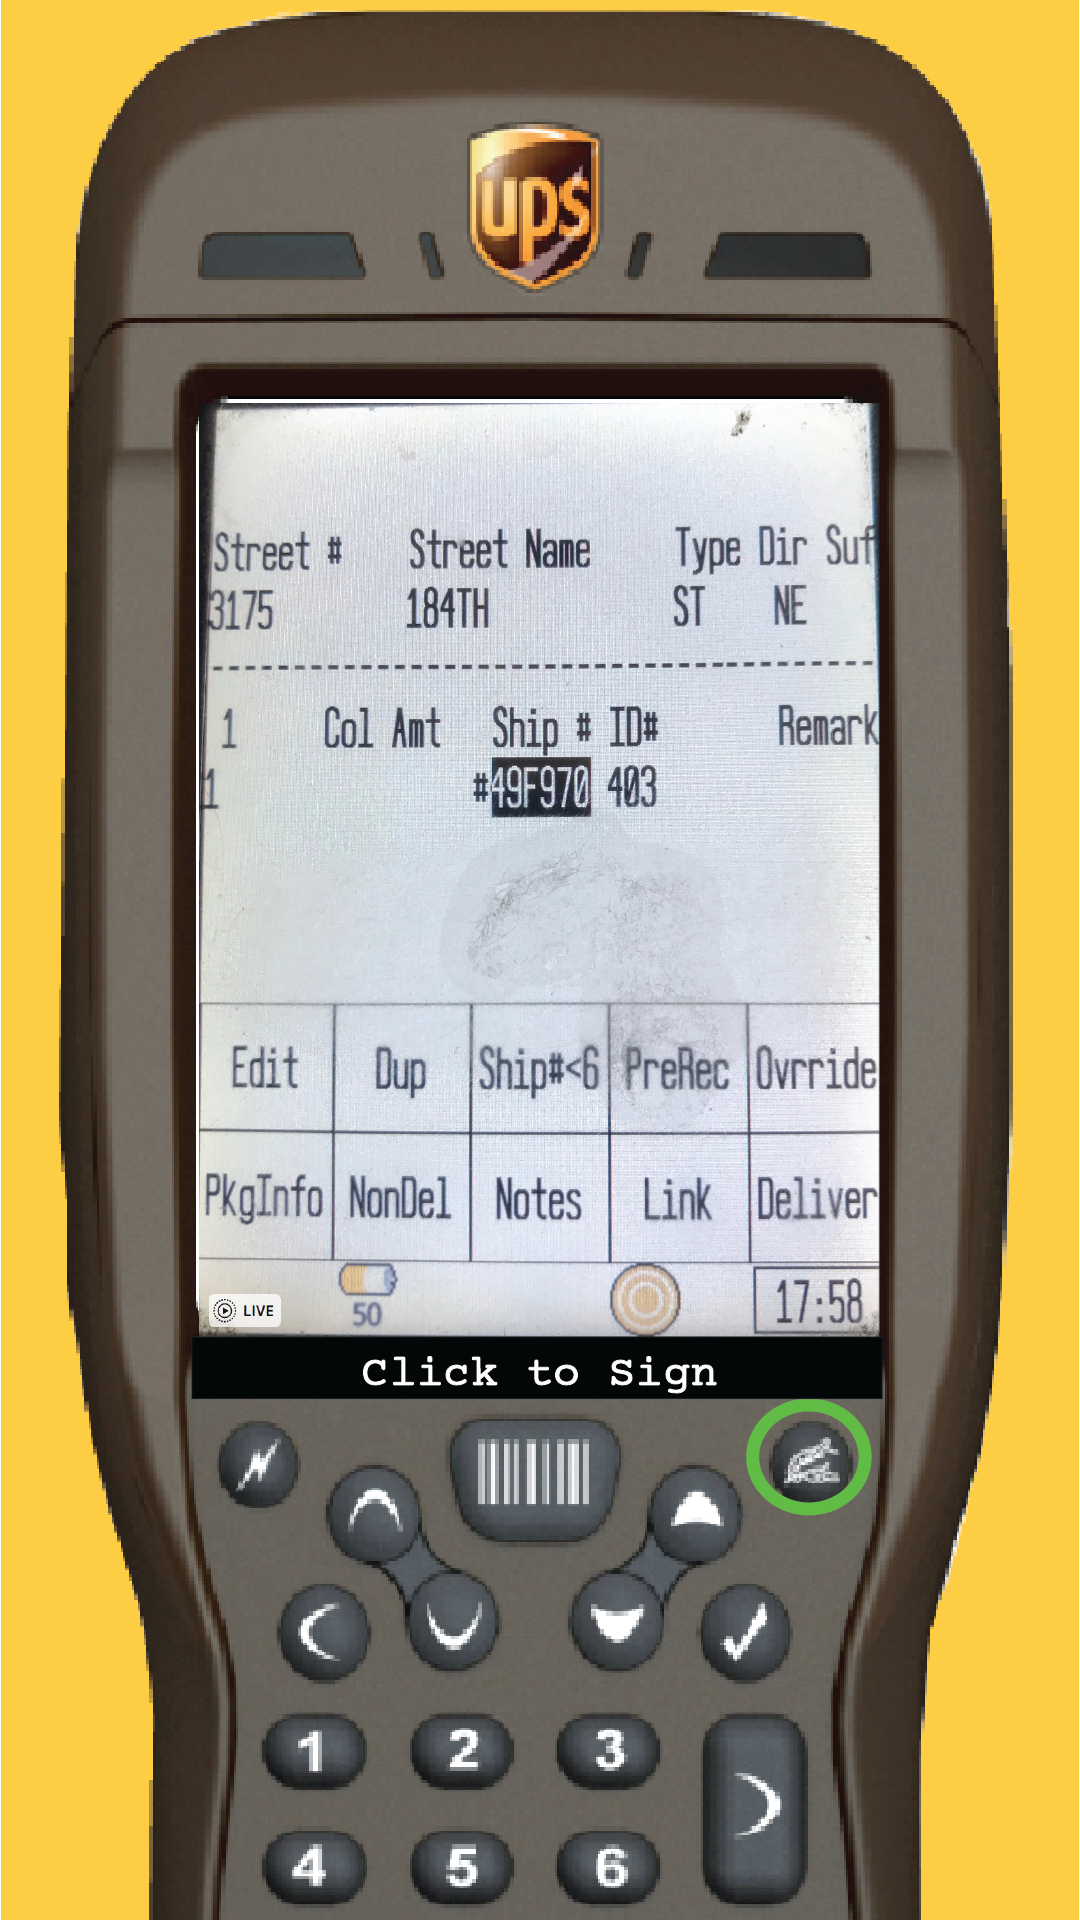 ups
Street # Street Name Type Dir Suf
3175 184TH ST NE
1 Col Amt Ship # ID# Remark
1 #49F970 403
Edit Dup Ship#<6 PreRec Ovrride
PkgInfo NonDel Notes Link Deliver
LIVE 50 17:58
Click to Sign
1 2 3
4 5 6